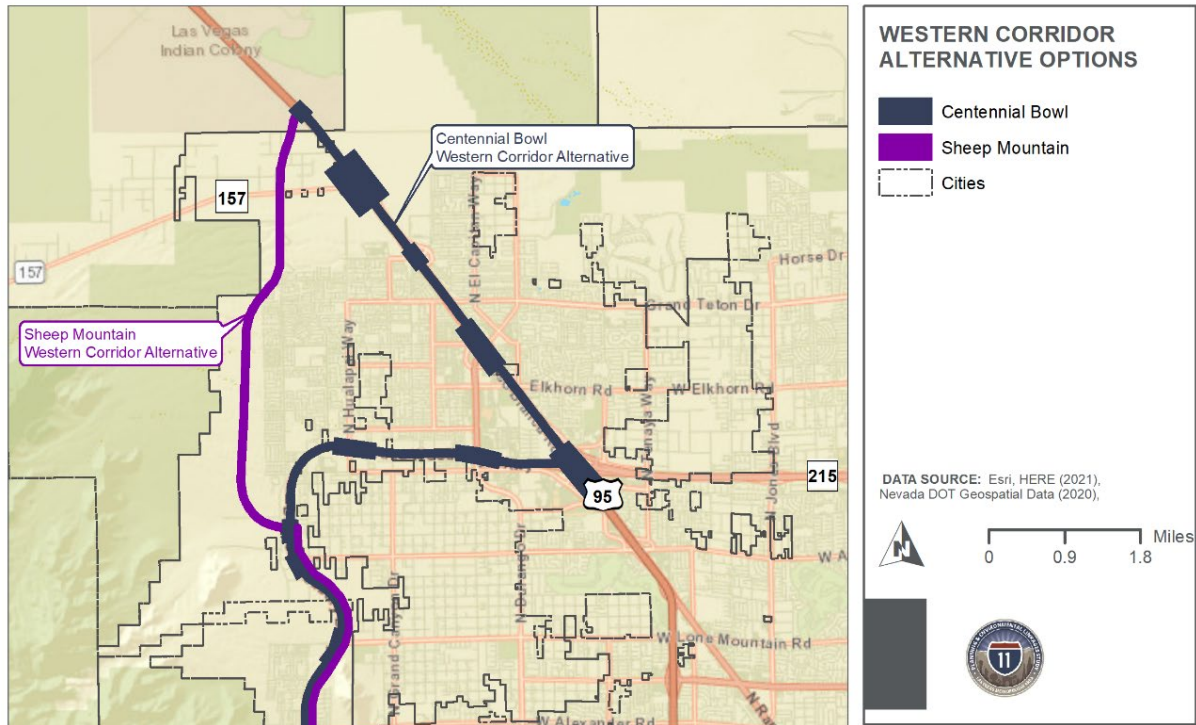 Las Vegas
Indian Colony
Centennial Bowl
Western Corridor Alternative
157
157
N El Capitan Way
Horse Dr
Grand Teton Dr
Sheep Mountain
Western Corridor Alternative
N Hualapai Way
Elkhorn Rd
W Elkhorn Rd
N Tenaya Way
N Jones Blvd
215
95
N Durango Dr
W A
N Grand Canyon Dr
W Lone Mountain Rd
W Alexander Rd
WESTERN CORRIDOR
ALTERNATIVE OPTIONS
Centennial Bowl
Sheep Mountain
Cities
DATA SOURCE: Esri, HERE (2021),
Nevada DOT Geospatial Data (2020),
N
Miles
0 0.9 1.8
11